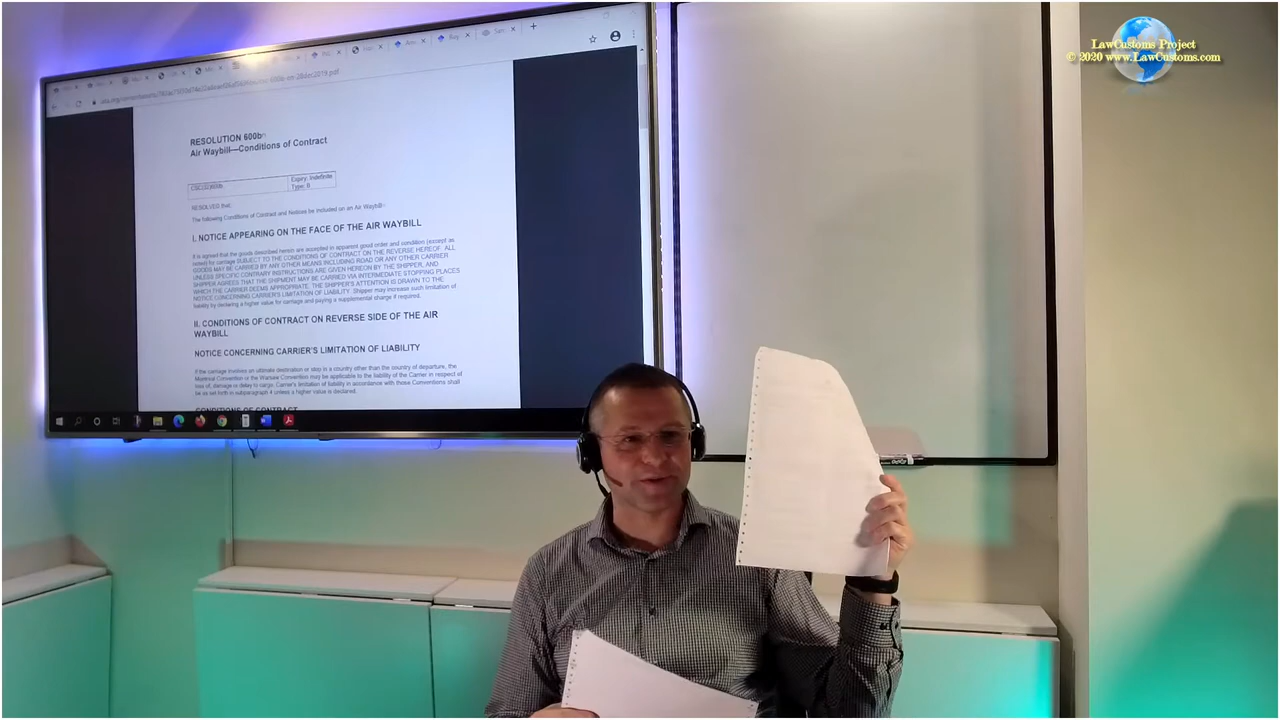 LawCustoms Project
© 2020 www.LawCustoms.com
RESOLUTION 600b
Air Waybill—Conditions of Contract
Expiry: Indefinite
Type: B
RESOLVED that,
The following Conditions of Contract and Notices be included on an Air Waybill
I. NOTICE APPEARING ON THE FACE OF THE AIR WAYBILL
It is agreed that the goods described herein are accepted in apparent good order and condition (except as
noted) for carriage SUBJECT TO THE CONDITIONS OF CONTRACT ON THE REVERSE HEREOF. ALL
GOODS MAY BE CARRIED BY ANY OTHER MEANS INCLUDING ROAD OR ANY OTHER CARRIER
UNLESS SPECIFIC CONTRARY INSTRUCTIONS ARE GIVEN HEREON BY THE SHIPPER, AND
SHIPPER AGREES THAT THE SHIPMENT MAY BE CARRIED VIA INTERMEDIATE STOPPING PLACES
WHICH THE CARRIER DEEMS APPROPRIATE. THE SHIPPER'S ATTENTION IS DRAWN TO THE
NOTICE CONCERNING CARRIER'S LIMITATION OF LIABILITY. Shipper may increase such limitation of
liability by declaring a higher value for carriage and paying a supplemental charge if required.
II. CONDITIONS OF CONTRACT ON REVERSE SIDE OF THE AIR
WAYBILL
NOTICE CONCERNING CARRIER'S LIMITATION OF LIABILITY
If the carriage involves an ultimate destination or stop in a country other than the country of departure, the
Montreal Convention or the Warsaw Convention may be applicable to the liability of the Carrier in respect of
loss of, damage or delay to cargo. Carrier's limitation of liability in accordance with those Conventions shall
be as set forth in subparagraph 4 unless a higher value is declared.
CONDITIONS OF CONTRACT